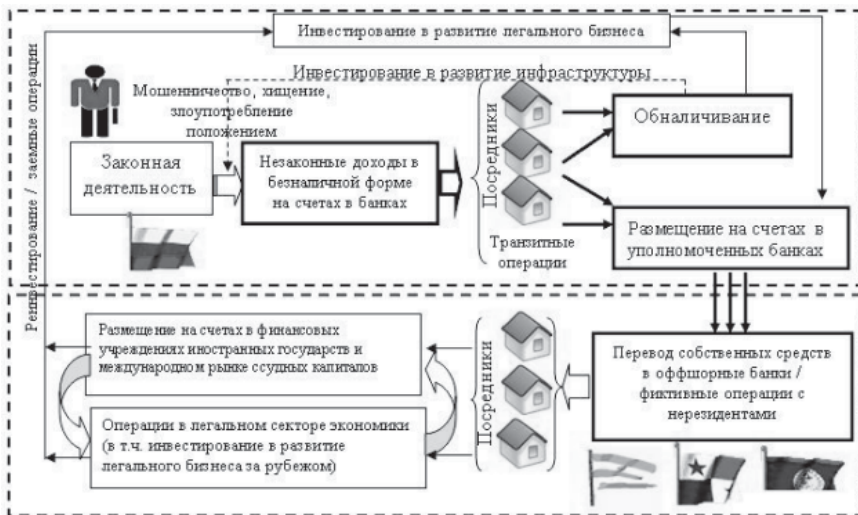 Инвестирование в развитие легального бизнеса
Инвестирование в развитие инфраструктуры
Мошенничество, хищение,
злоупотребление
положением
Законная
деятельность
Незаконные доходы в
безналичной форме
на счетах в банках
Посредники
Транзитные
операции
Обналичивание
Размещение на счетах в
уполномоченных банках
Реинвестирование / заемные операции
Размещение на счетах в финансовых
учреждениях иностранных государств и
международном рынке ссудных капиталов
Операции в легальном секторе экономики
(в т.ч. инвестирование в развитие
легального бизнеса за рубежом)
Посредники
Перевод собственных средств
в оффшорные банки /
фиктивные операции с
нерезидентами